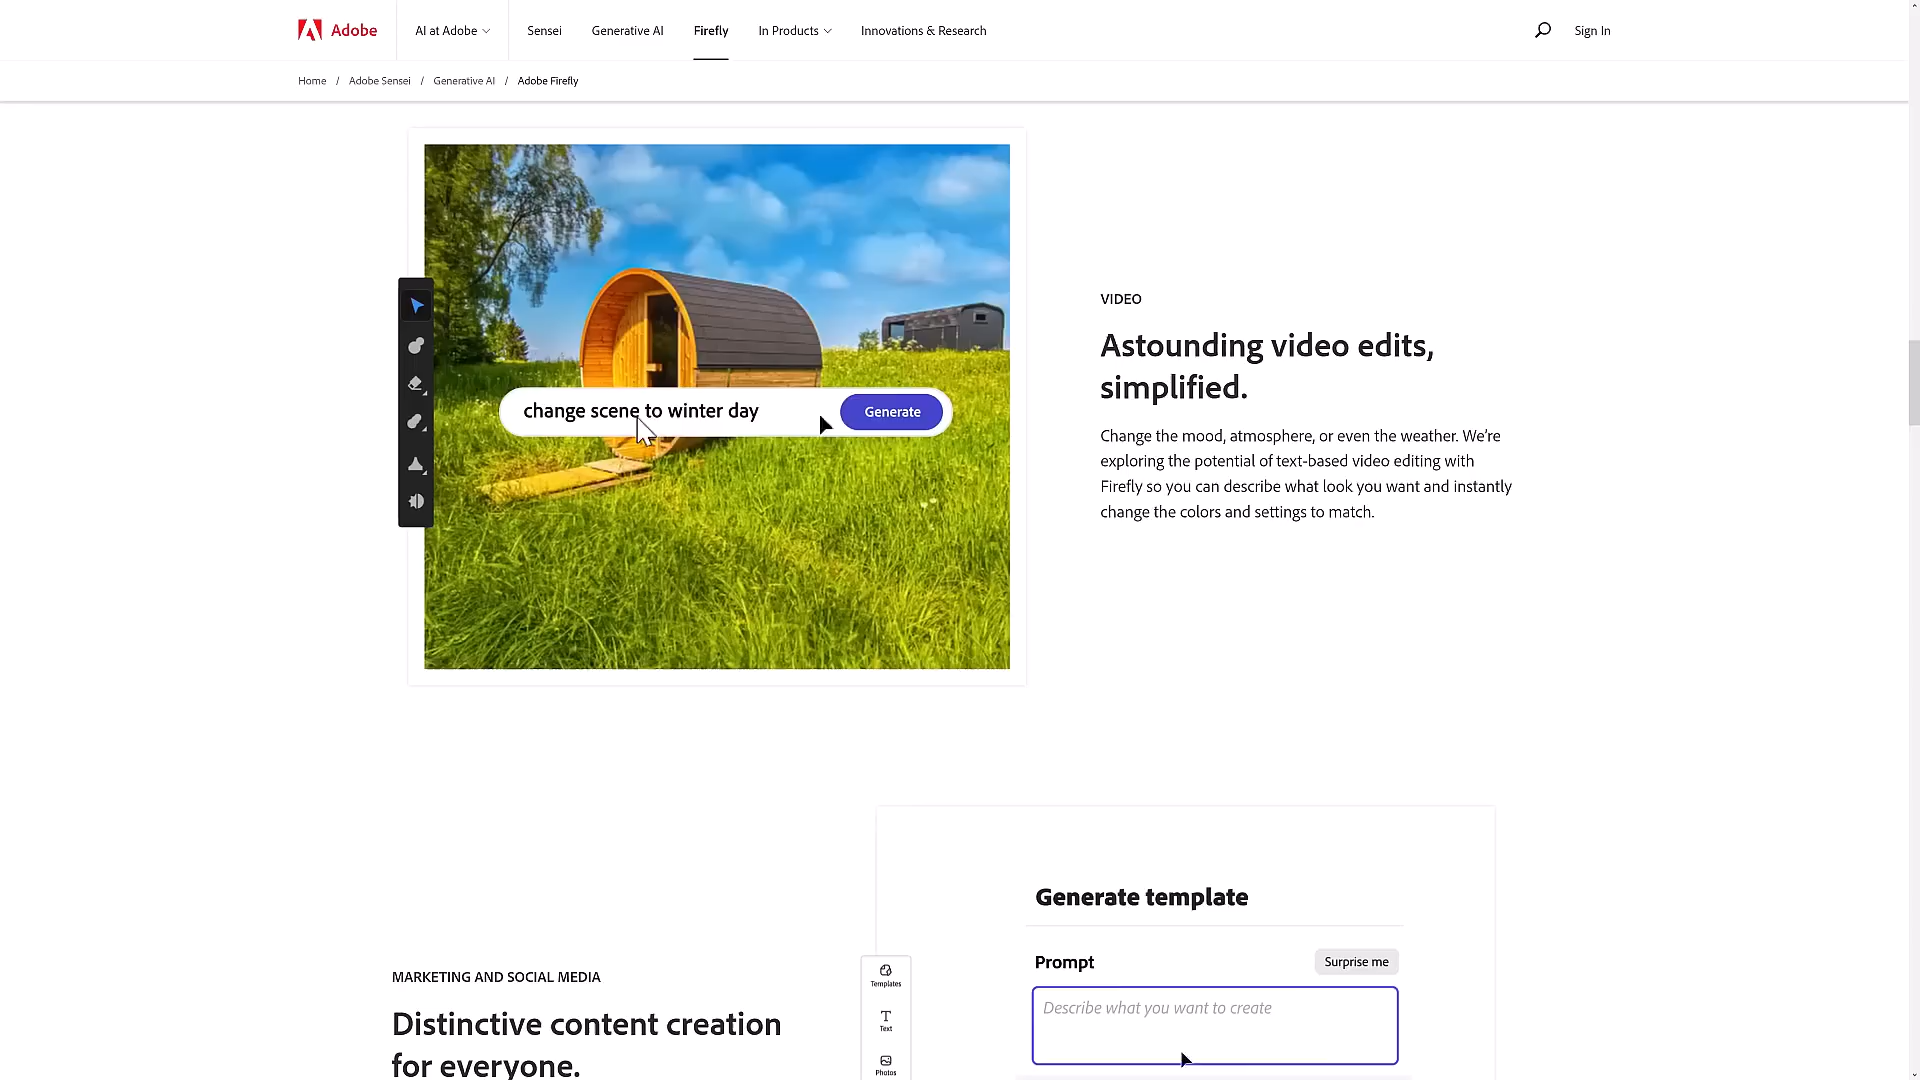 Adobe
AI at Adobe
Sensei
Generative AI
Firefly
In Products
Innovations & Research
Sign In
Home / Adobe Sensei / Generative AI / Adobe Firefly
change scene to winter day
Generate
VIDEO
Astounding video edits,
simplified.
Change the mood, atmosphere, or even the weather. We’re
exploring the potential of text-based video editing with
Firefly so you can describe what look you want and instantly
change the colors and settings to match.
MARKETING AND SOCIAL MEDIA
Distinctive content creation
for everyone.
Templates
Text
Photos
Generate template
Prompt
Surprise me
Describe what you want to create